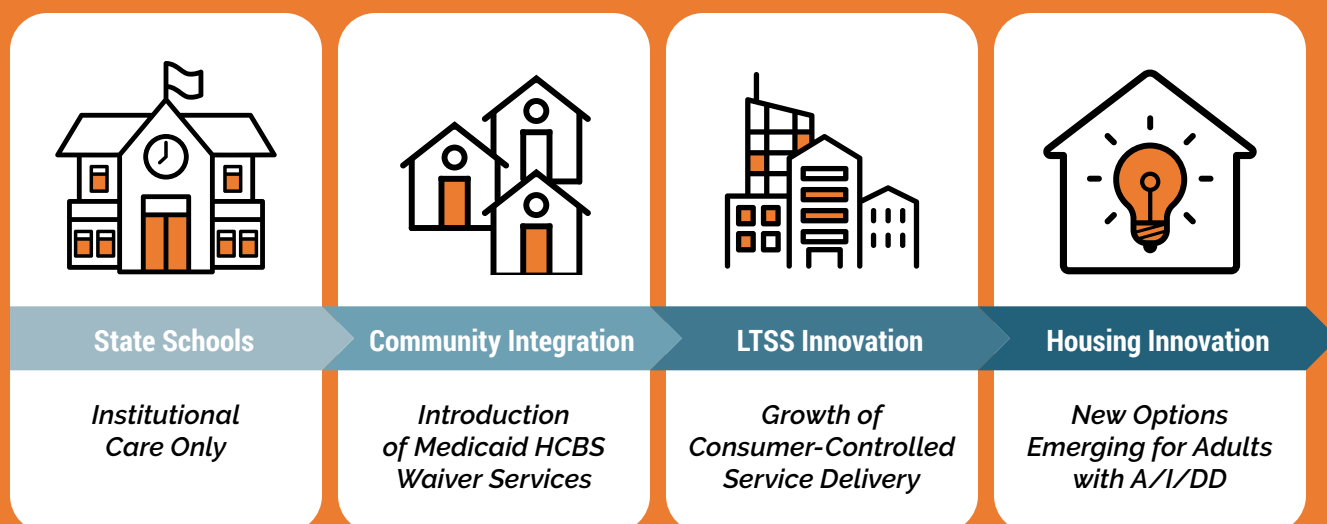 State Schools
Institutional
Care Only
Community Integration
Introduction
of Medicaid HCBS
Waiver Services
LTSS Innovation
Growth of
Consumer-Controlled
Service Delivery
Housing Innovation
New Options
Emerging for Adults
with A/I/DD